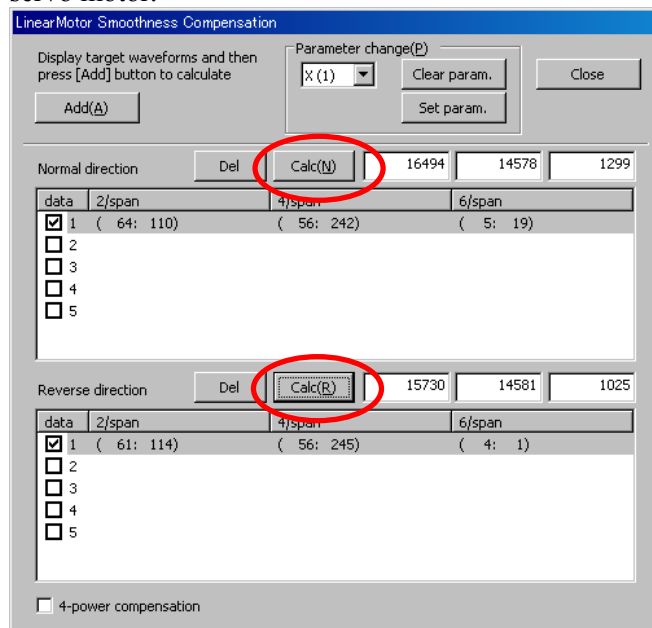 servo motor.
LinearMotor Smoothness Compensation
Display target waveforms and then
press [Add] button to calculate
Add(A)
Parameter change(P)
X (1)
Clear param.
Set param.
Close
Normal direction Del Calc(N) 16494 14578 1299
data 2/span 4/span 6/span
1 ( 64: 110) ( 56: 242) ( 5: 19)
2
3
4
5
Reverse direction Del Calc(R) 15730 14581 1025
data 2/span 4/span 6/span
1 ( 61: 114) ( 56: 245) ( 4: 1)
2
3
4
5
4-power compensation